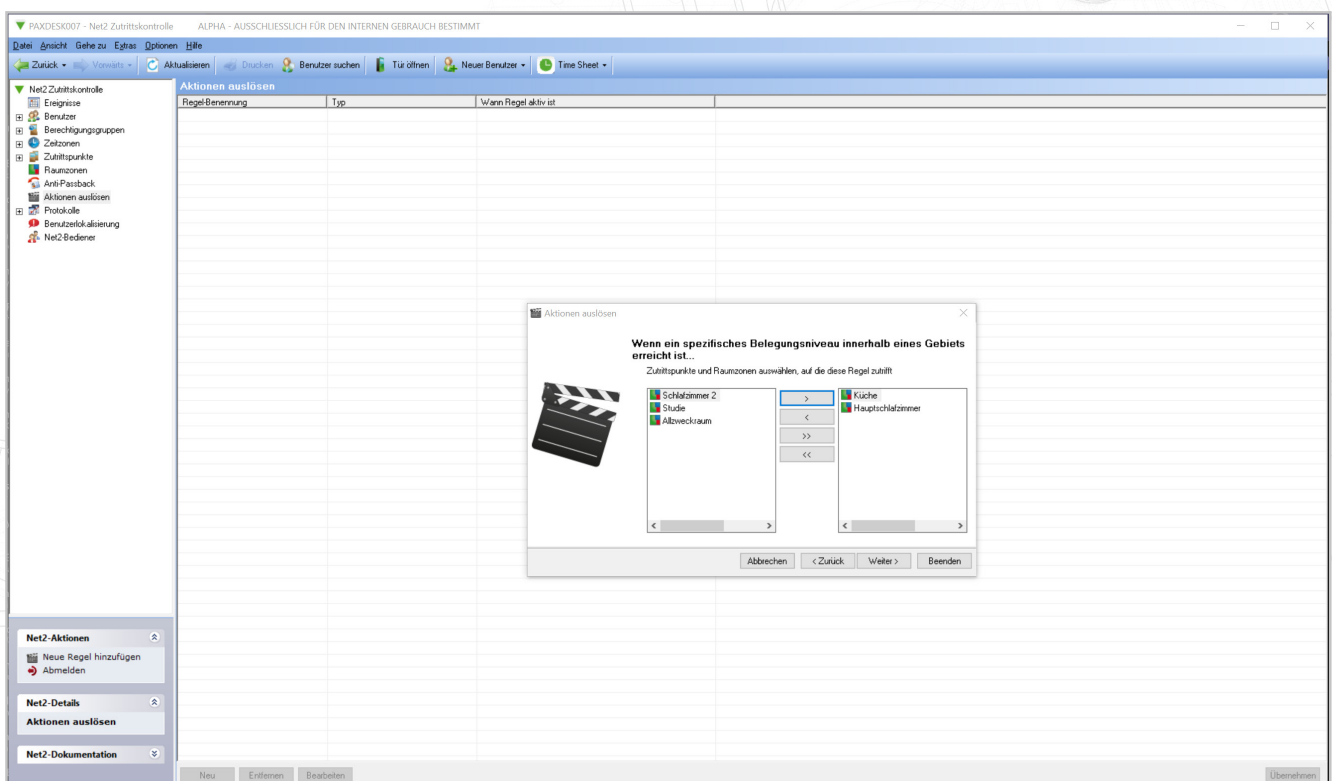 PAXDESK007 - Net2 Zutrittskontrolle ALPHA - AUSSCHLIESSLICH FÜR DEN INTERNEN GEBRAUCH BESTIMMT
Datei Ansicht Gehe zu Extras Optionen Hilfe
Zurück Vorwärts Aktualisieren Drucken Benutzer suchen Tür öffnen Neuer Benutzer Time Sheet
Net2 Zutrittskontrolle
Ereignisse
Benutzer
Berechtigungsgruppen
Zeitzonen
Zutrittspunkte
Raumzonen
Anti-Passback
Aktionen auslösen
Protokolle
Benutzerlokalisierung
Net2-Bediener
Aktionen auslösen
Regel-Benennung Typ Wann Regel aktiv ist
Aktionen auslösen
Wenn ein spezifisches Belegungsniveau innerhalb eines Gebiets
erreicht ist...
Zutrittspunkte und Raumzonen auswählen, auf die diese Regel zutrifft
Schlafzimmer 2
Studie
Allzweckraum
>
<
>>
<<
Küche
Hauptschlafzimmer
Abbrechen < Zurück Weiter > Beenden
Net2-Aktionen
Neue Regel hinzufügen
Abmelden
Net2-Details
Aktionen auslösen
Net2-Dokumentation
Neu Entfernen Bearbeiten Übernehmen